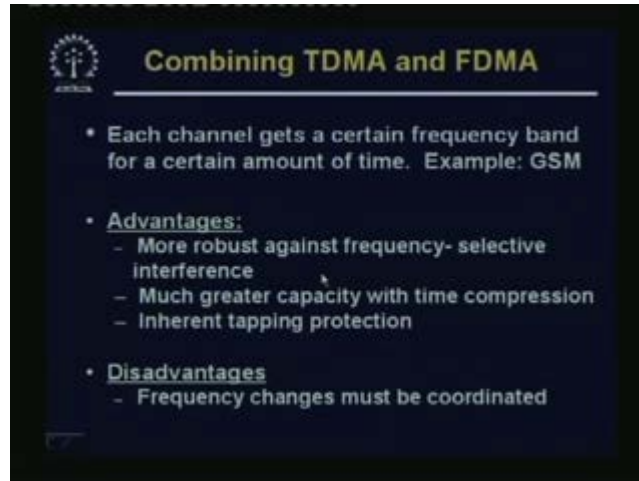 Combining TDMA and FDMA
• Each channel gets a certain frequency band
for a certain amount of time. Example: GSM
• Advantages:
– More robust against frequency- selective
interference
– Much greater capacity with time compression
– Inherent tapping protection
• Disadvantages
– Frequency changes must be coordinated